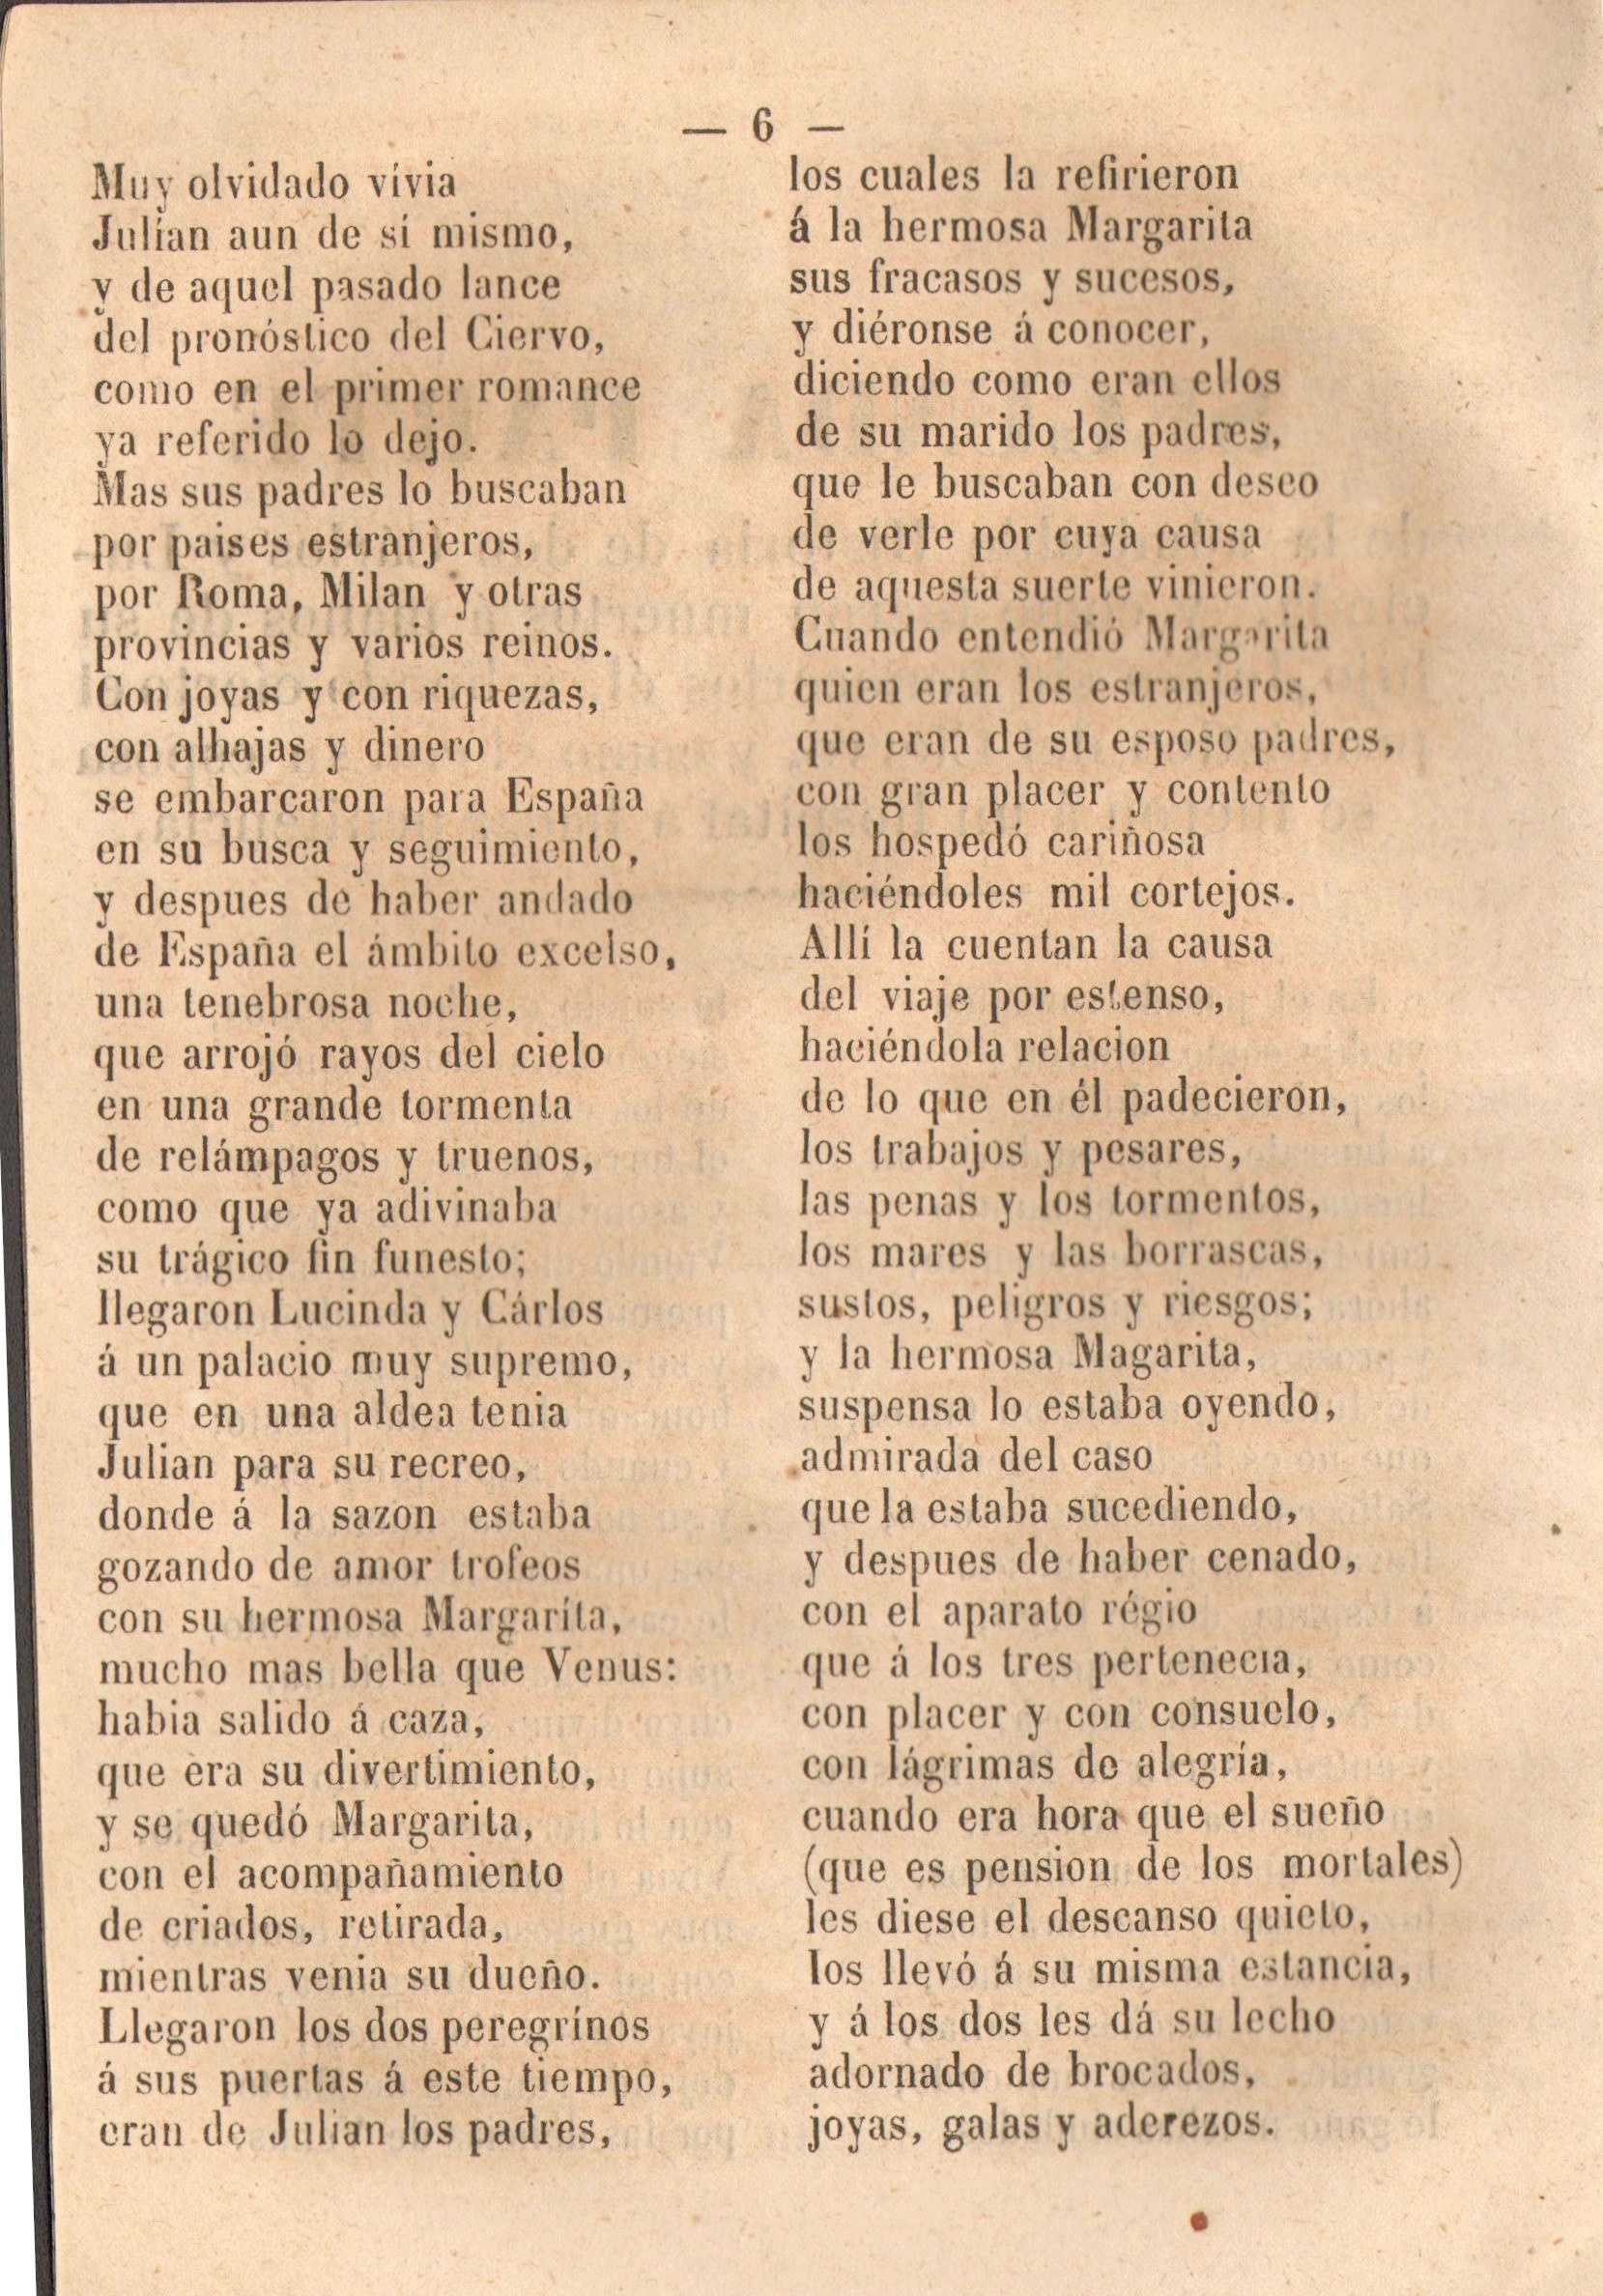 — 6 —
Muy olvidado vívia
Julian aun de sí mismo,
y de aquel pasado lance
del pronóstico del Ciervo,
como en el primer romance
ya referido lo dejo.
Mas sus padres lo buscaban
por paises estranjeros,
por Roma, Milan y otras
provincias y varios reinos.
Con joyas y con riquezas,
con alhajas y dinero
se embarcaron para España
en su busca y seguimiento,
y despues de haber andado
de España el ámbito excelso,
una tenebrosa noche,
que arrojó rayos del cielo
en una grande tormenta
de relámpagos y truenos,
como que ya adivinaba
su trágico fin funesto;
llegaron Lucinda y Cárlos
á un palacio muy supremo,
que en una aldea tenia
Julian para su recreo,
donde á la sazon estaba
gozando de amor trofeos
con su hermosa Margaríta,
mucho mas bella que Venus:
habia salido á caza,
que era su divertimiento,
y se quedó Margarita,
con el acompañamiento
de criados, retirada,
mientras venia su dueño.
Llegaron los dos peregrínos
á sus puertas á este tiempo,
eran de Julian los padres,
los cuales la refirieron
á la hermosa Margarita
sus fracasos y sucesos,
y diéronse á conocer,
diciendo como eran ellos
de su marido los padres,
que le buscaban con deseo
de verle por cuya causa
de aquesta suerte vinieron.
Cuando entendió Margarita
quien eran los estranjeros,
que eran de su esposo padres,
con gran placer y contento
los hospedó cariñosa
haciéndoles mil cortejos.
Allí la cuentan la causa
del viaje por estenso,
haciéndola relacion
de lo que en él padecieron,
los trabajos y pesares,
las penas y los tormentos,
los mares y las borrascas,
sustos, peligros y riesgos;
y la hermosa Magarita,
suspensa lo estaba oyendo,
admirada del caso
que la estaba sucediendo,
y despues de haber cenado,
con el aparato régio
que á los tres pertenecia,
con placer y con consuelo,
con lágrimas de alegría,
cuando era hora que el sueño
(que es pension de los mortales)
les diese el descanso quieto,
los llevó á su misma estancia,
y á los dos les dá su lecho
adornado de brocados,
joyas, galas y aderezos.